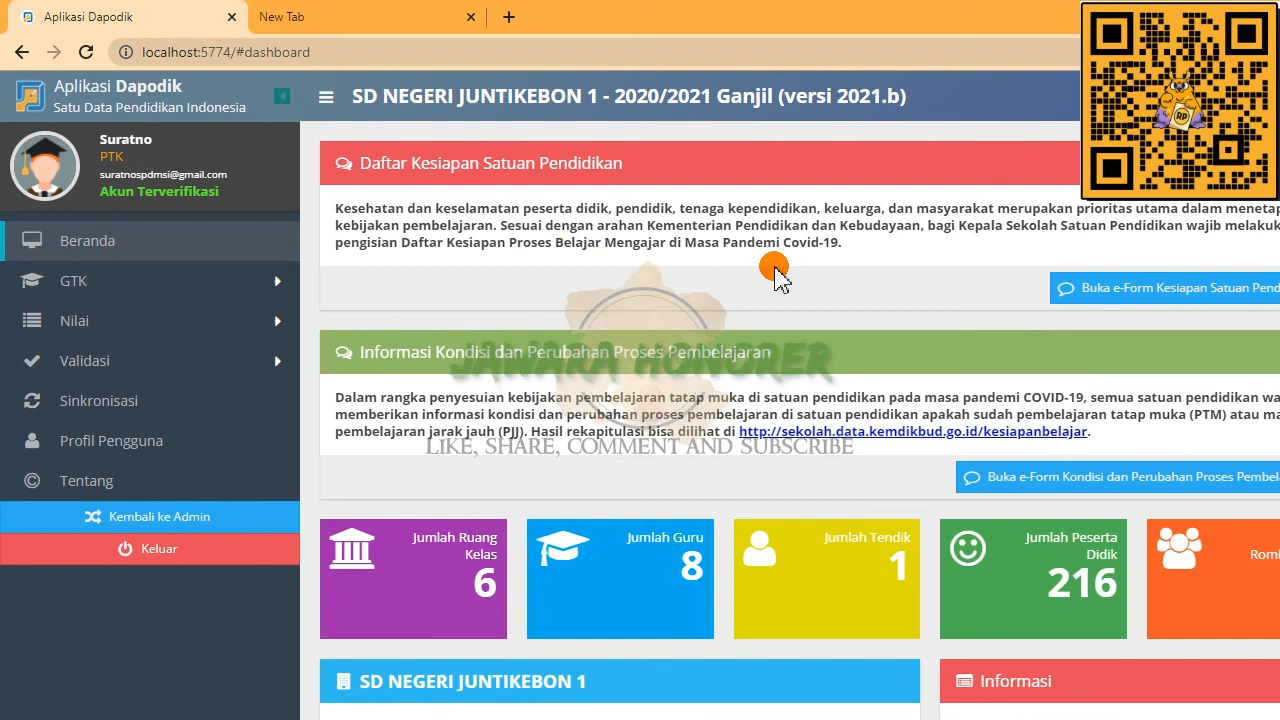 Aplikasi Dapodik
New Tab
localhost:5774/#dashboard
Aplikasi Dapodik
Satu Data Pendidikan Indonesia
SD NEGERI JUNTIKEBON 1 - 2020/2021 Ganjil (versi 2021.b)
RP
Suratno
PTK
suratnospdmsi@gmail.com
Akun Terverifikasi
Beranda
GTK
Nilai
Validasi
Sinkronisasi
Profil Pengguna
Tentang
Kembali ke Admin
Keluar
Daftar Kesiapan Satuan Pendidikan
Kesehatan dan keselamatan peserta didik, pendidik, tenaga kependidikan, keluarga, dan masyarakat merupakan prioritas utama dalam menetap
kebijakan pembelajaran. Sesuai dengan arahan Kementerian Pendidikan dan Kebudayaan, bagi Kepala Sekolah Satuan Pendidikan wajib melakuk
pengisian Daftar Kesiapan Proses Belajar Mengajar di Masa Pandemi Covid-19.
Buka e-Form Kesiapan Satuan Pend
Informasi Kondisi dan Perubahan Proses Pembelajaran
JAWARA HONORER
Dalam rangka penyesuian kebijakan pembelajaran tatap muka di satuan pendidikan pada masa pandemi COVID-19, semua satuan pendidikan wa
memberikan informasi kondisi dan perubahan proses pembelajaran di satuan pendidikan apakah sudah pembelajaran tatap muka (PTM) atau ma
pembelajaran jarak jauh (PJJ). Hasil rekapitulasi bisa dilihat di http://sekolah.data.kemdikbud.go.id/kesiapanbelajar.
LIKE, SHARE, COMMENT AND SUBSCRIBE
Buka e-Form Kondisi dan Perubahan Proses Pembela
Jumlah Ruang
Kelas
6
Jumlah Guru
8
Jumlah Tendik
1
Jumlah Peserta
Didik
216
Rom
SD NEGERI JUNTIKEBON 1
Informasi